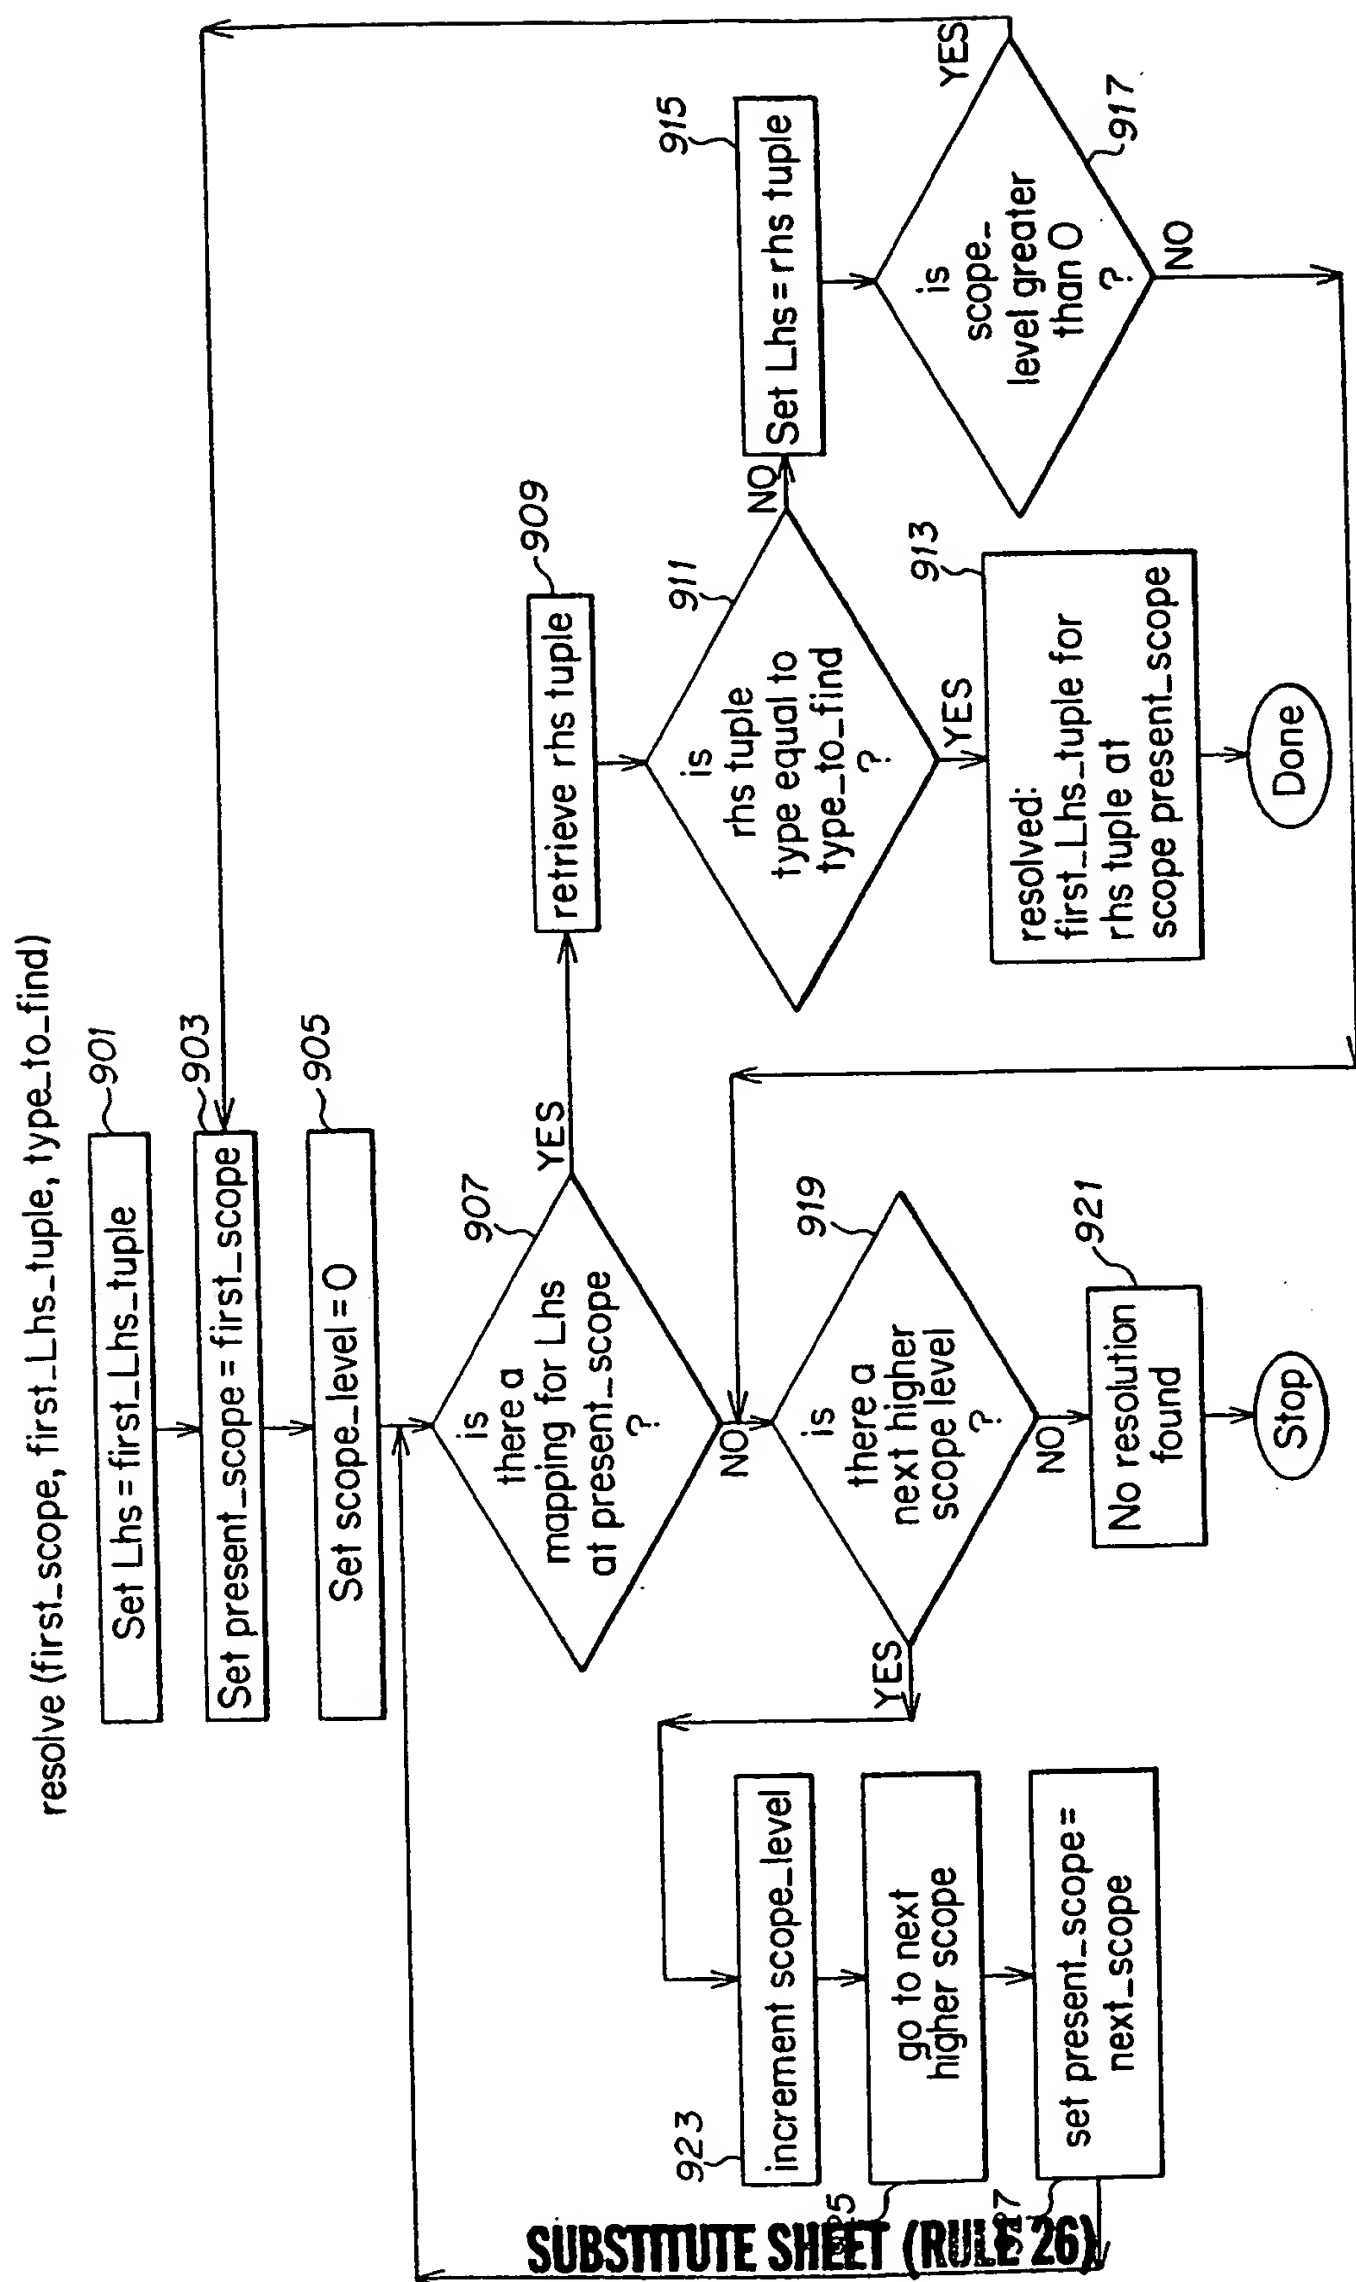 resolve (first_scope, first_Lhs_tuple, type_to_find)
901
Set Lhs = first_Lhs_tuple
903
Set present_scope = first_scope
905
Set scope_level = 0
907
is
there a
mapping for Lhs
at present_scope
?
YES
NO
909
retrieve rhs tuple
911
is
rhs tuple
type equal to
type_to_find
?
NO
YES
915
Set Lhs = rhs tuple
917
is
scope_
level greater
than 0
?
YES
NO
913
resolved:
first_Lhs_tuple for
rhs tuple at
scope present_scope
Done
919
is
there a
next higher
scope level
?
YES
NO
921
No resolution
found
Stop
923
increment scope_level
go to next
higher scope
set present_scope=
next_scope
SUBSTITUTE SHEET (RULE 26)